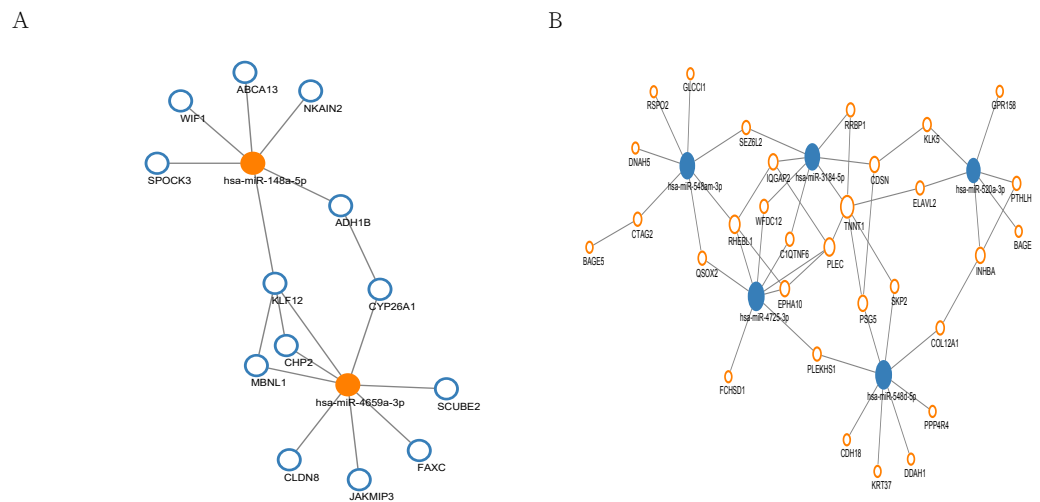 A
B
ABCA13
NKAIN2
WIF1
SPOCK3
hsa-miR-148a-5p
ADH1B
KLF12
CYP26A1
CHP2
MBNL1
hsa-miR-4659a-3p
SCUBE2
CLDN8
FAXC
JAKMIP3
GLCCI1
RSPO2
GPR158
RRBP1
SEZ6L2
KLK5
DNAH5
hsa-miR-548am-3p
IQGAP2
hsa-miR-3184-5p
CDSN
hsa-miR-520a-3p
PTHLH
ELAVL2
CTAG2
WFDC12
TNNT1
BAGE
RHEBL1
C1QTNF6
BAGE5
PLEC
INHBA
QSOX2
EPHA10
SKP2
hsa-miR-4725-3p
PSG5
COL12A1
PLEKHS1
FCHSD1
hsa-miR-548d-5p
PPP4R4
CDH18
DDAH1
KRT37